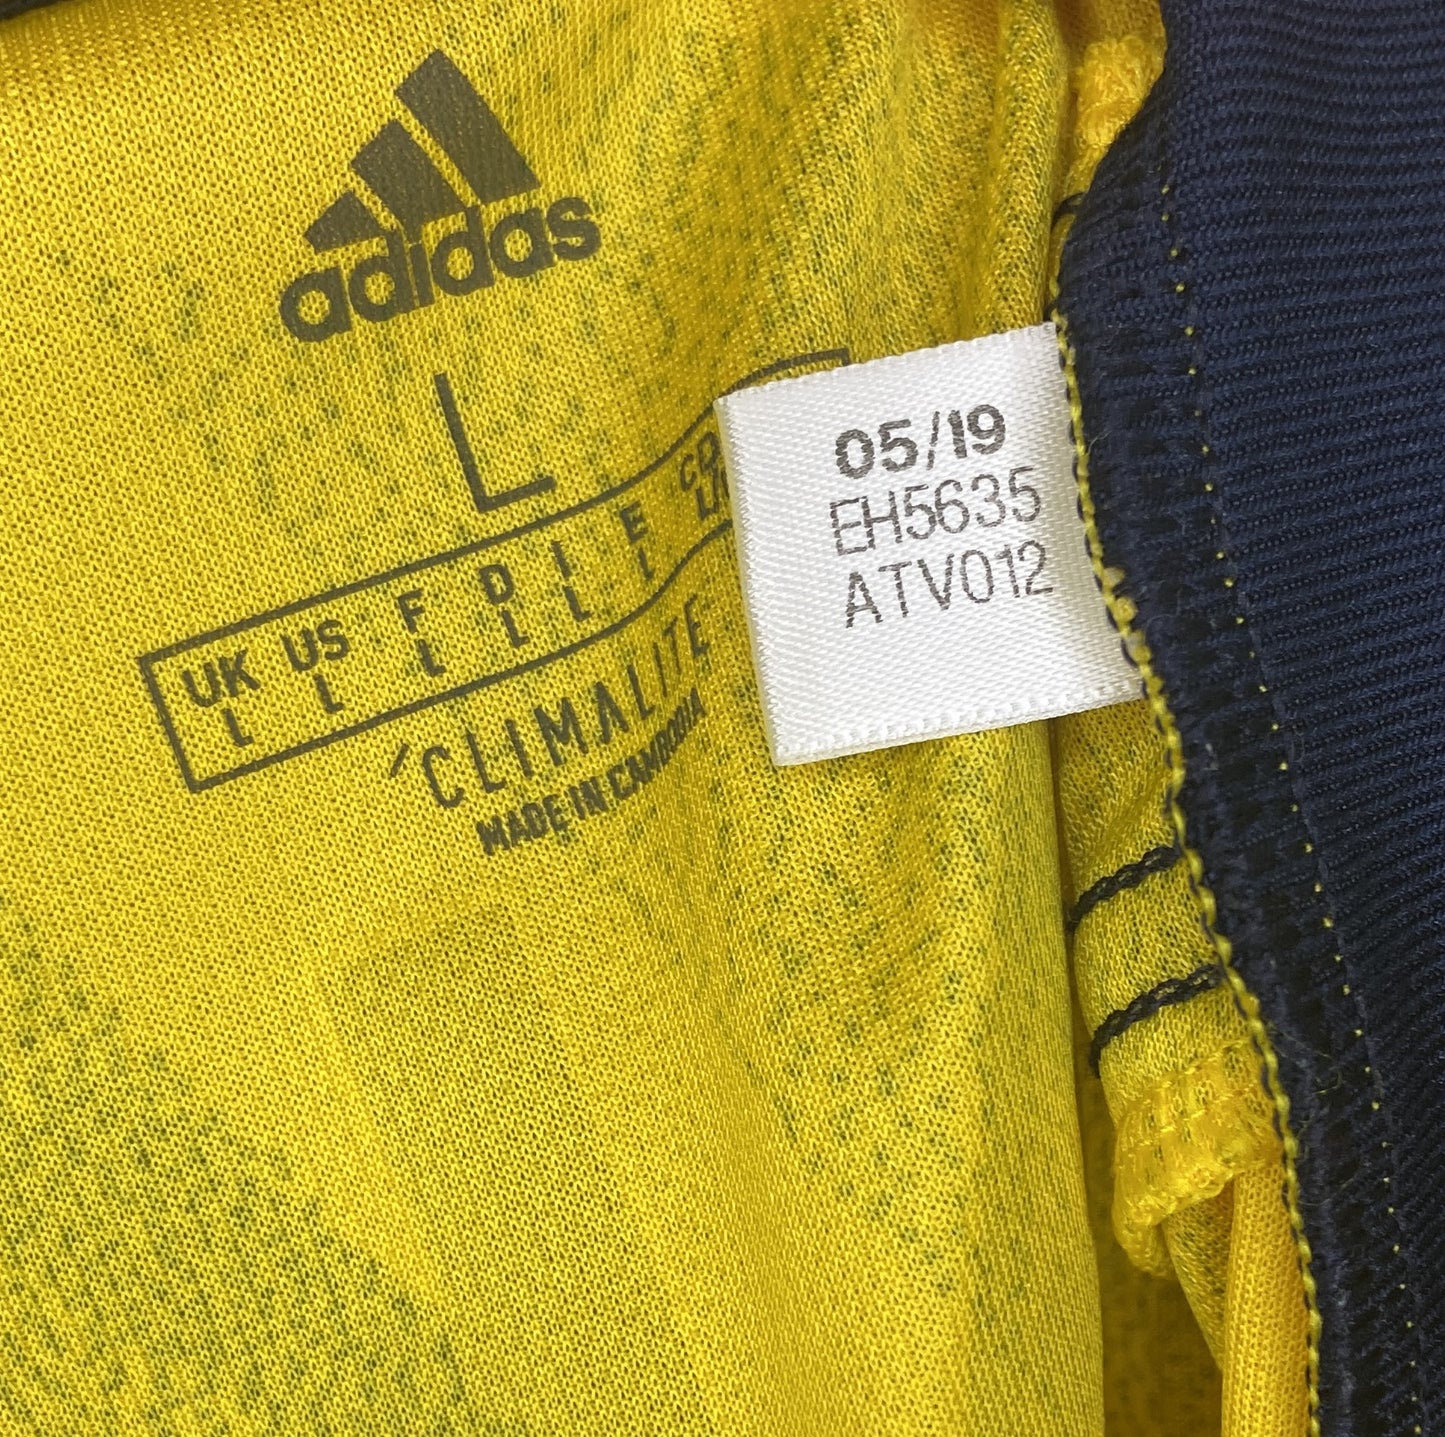 adidas
L
UK US F D I E
L L L L L L
'CLIMALITE
MADE IN CAMBODIA
05/19
EH5635
ATV012